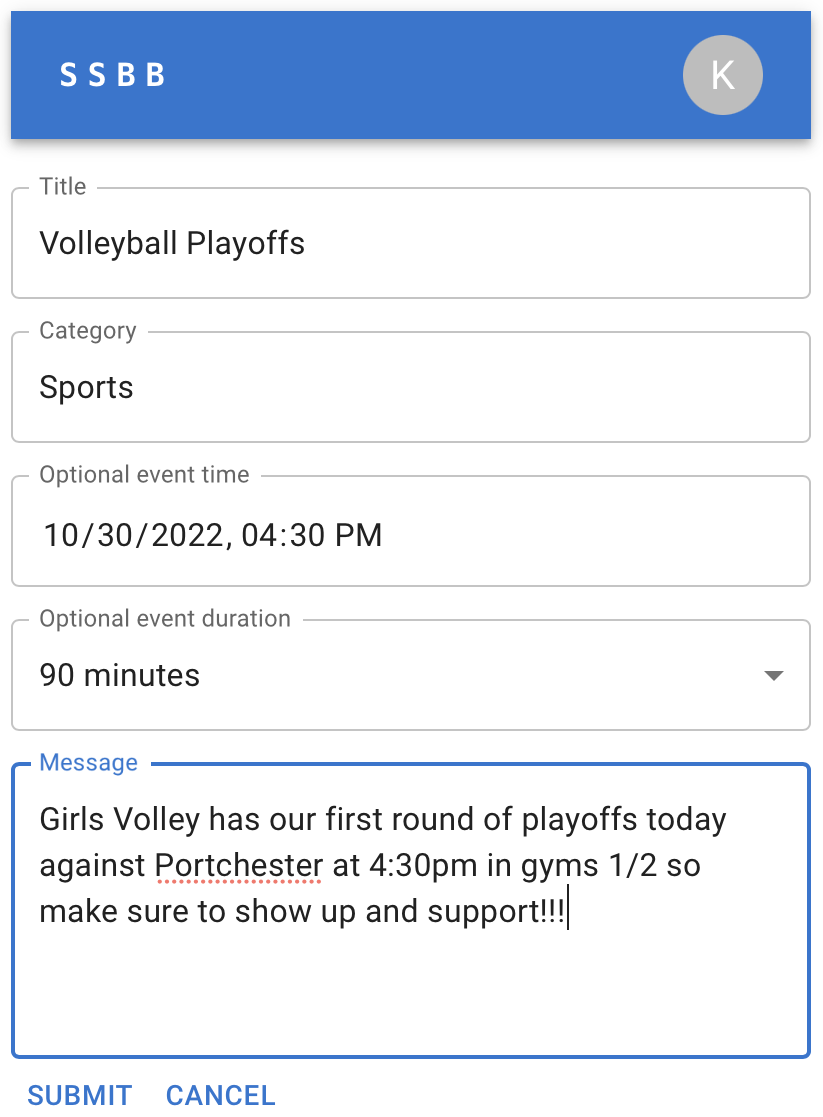 SSBB
K
Title
Volleyball Playoffs
Category
Sports
Optional event time
10/30/2022, 04:30 PM
Optional event duration
90 minutes
Message
Girls Volley has our first round of playoffs today
against Portchester at 4:30pm in gyms 1/2 so
make sure to show up and support!!!
SUBMIT CANCEL